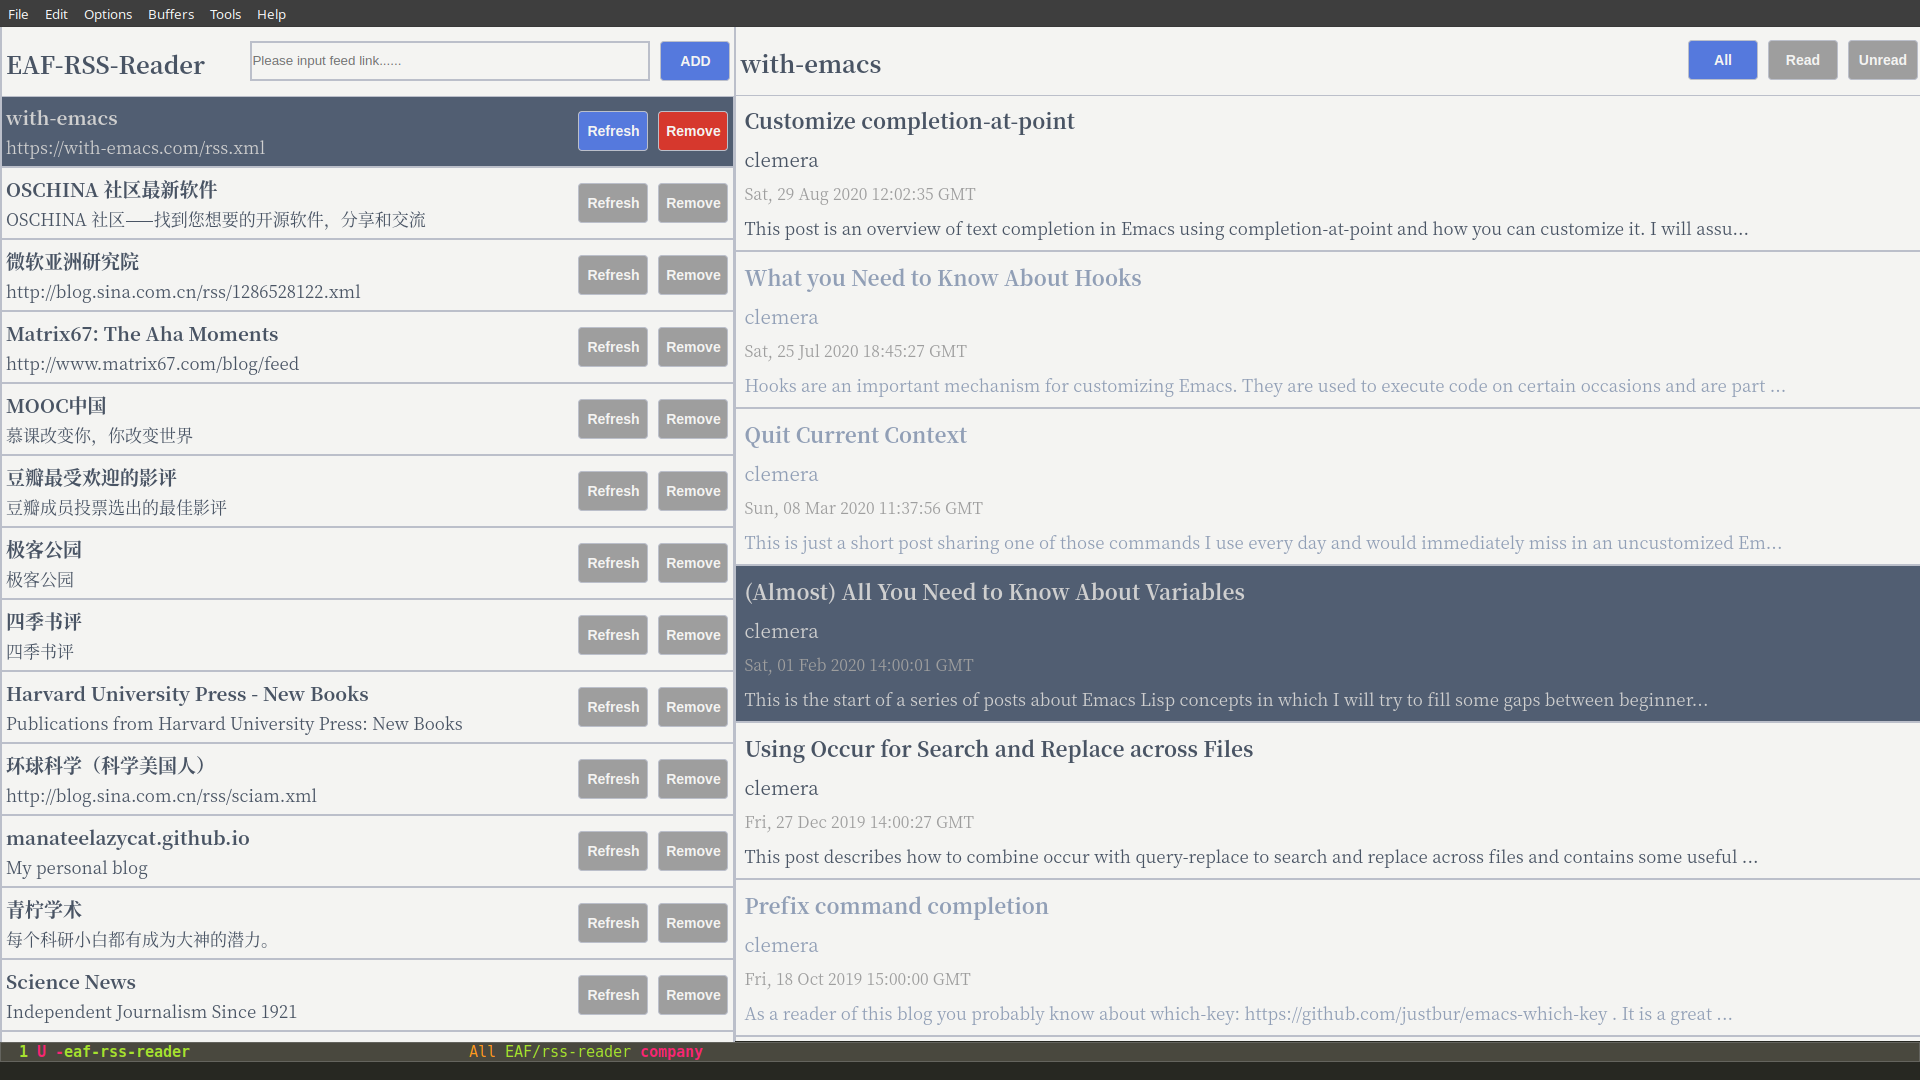 File Edit Options Buffers Tools Help
EAF-RSS-Reader
Please input feed link......
ADD
with-emacs
https://with-emacs.com/rss.xml
Refresh Remove
OSCHINA 社区最新软件
OSCHINA 社区——找到您想要的开源软件，分享和交流
Refresh Remove
微软亚洲研究院
http://blog.sina.com.cn/rss/1286528122.xml
Refresh Remove
Matrix67: The Aha Moments
http://www.matrix67.com/blog/feed
Refresh Remove
MOOC中国
慕课改变你，你改变世界
Refresh Remove
豆瓣最受欢迎的影评
豆瓣成员投票选出的最佳影评
Refresh Remove
极客公园
极客公园
Refresh Remove
四季书评
四季书评
Refresh Remove
Harvard University Press - New Books
Publications from Harvard University Press: New Books
Refresh Remove
环球科学（科学美国人）
http://blog.sina.com.cn/rss/sciam.xml
Refresh Remove
manateelazycat.github.io
My personal blog
Refresh Remove
青柠学术
每个科研小白都有成为大神的潜力。
Refresh Remove
Science News
Independent Journalism Since 1921
Refresh Remove
with-emacs
All Read Unread
Customize completion-at-point
clemera
Sat, 29 Aug 2020 12:02:35 GMT
This post is an overview of text completion in Emacs using completion-at-point and how you can customize it. I will assu...
What you Need to Know About Hooks
clemera
Sat, 25 Jul 2020 18:45:27 GMT
Hooks are an important mechanism for customizing Emacs. They are used to execute code on certain occasions and are part ...
Quit Current Context
clemera
Sun, 08 Mar 2020 11:37:56 GMT
This is just a short post sharing one of those commands I use every day and would immediately miss in an uncustomized Em...
(Almost) All You Need to Know About Variables
clemera
Sat, 01 Feb 2020 14:00:01 GMT
This is the start of a series of posts about Emacs Lisp concepts in which I will try to fill some gaps between beginner...
Using Occur for Search and Replace across Files
clemera
Fri, 27 Dec 2019 14:00:27 GMT
This post describes how to combine occur with query-replace to search and replace across files and contains some useful ...
Prefix command completion
clemera
Fri, 18 Oct 2019 15:00:00 GMT
As a reader of this blog you probably know about which-key: https://github.com/justbur/emacs-which-key . It is a great ...
1 U -eaf-rss-reader All EAF/rss-reader company